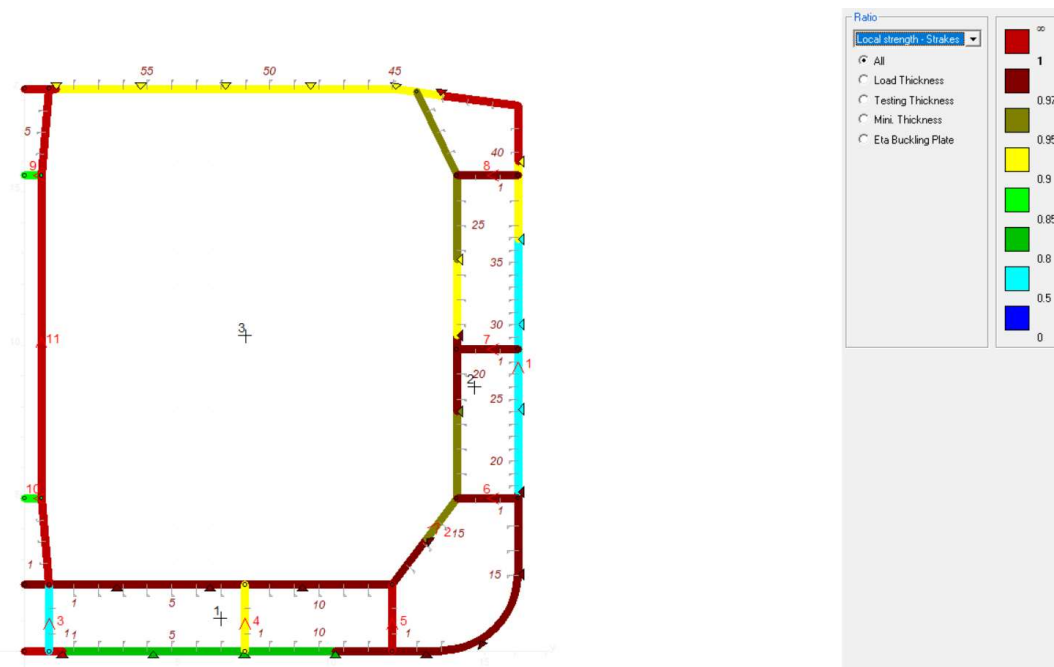 Ratio
Local strength - Strakes
All
Load Thickness
Testing Thickness
Mini. Thickness
Eta Buckling Plate
∞
1
0.97
0.95
0.9
0.85
0.8
0.5
0
55 50 45
5
40
9 8
1
25
35
3
30
11 7
1 1
2
20
25
20
10 6
1
2 15
1
15
1 5 10
1
3 4 5
1 1 5 1 10 1